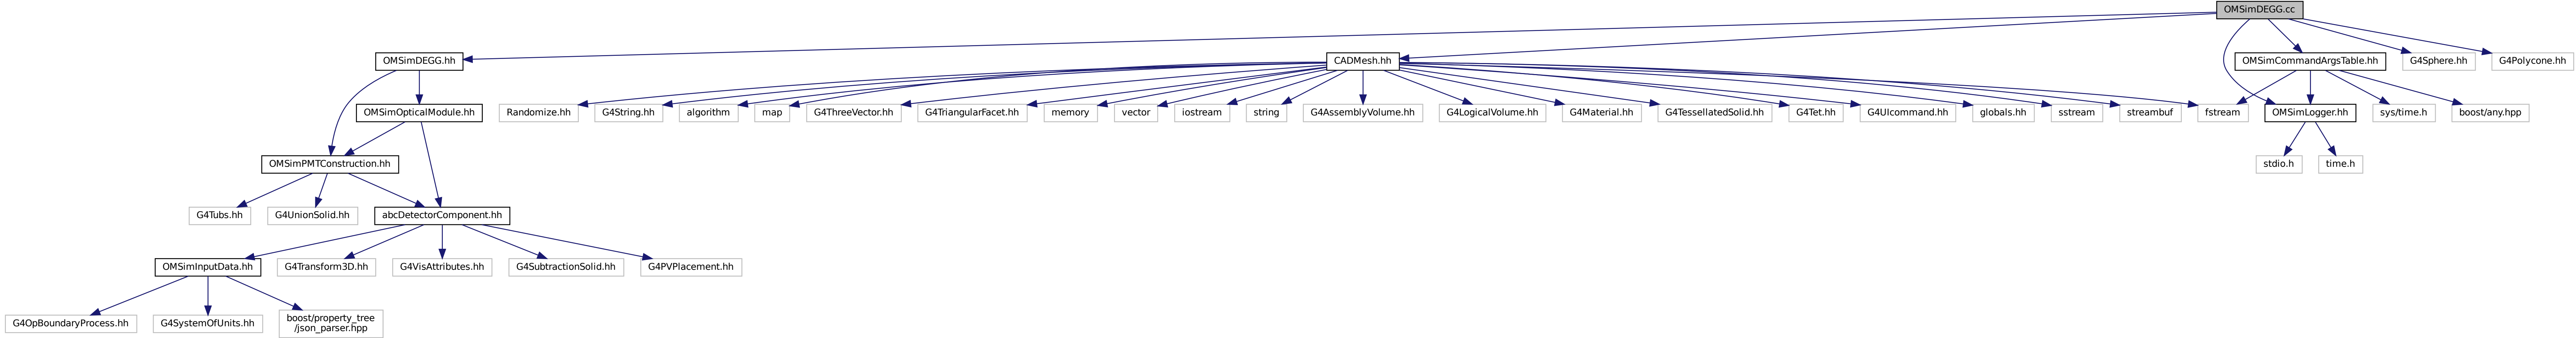 OMSimDEGG.cc
OMSimDEGG.hh
CADMesh.hh
OMSimCommandArgsTable.hh
G4Sphere.hh
G4Polycone.hh
OMSimOpticalModule.hh
Randomize.hh
G4String.hh
algorithm
map
G4ThreeVector.hh
G4TriangularFacet.hh
memory
vector
iostream
string
G4AssemblyVolume.hh
G4LogicalVolume.hh
G4Material.hh
G4TessellatedSolid.hh
G4Tet.hh
G4UIcommand.hh
globals.hh
sstream
streambuf
fstream
OMSimLogger.hh
sys/time.h
boost/any.hpp
OMSimPMTConstruction.hh
stdio.h
time.h
G4Tubs.hh
G4UnionSolid.hh
abcDetectorComponent.hh
OMSimInputData.hh
G4Transform3D.hh
G4VisAttributes.hh
G4SubtractionSolid.hh
G4PVPlacement.hh
G4OpBoundaryProcess.hh
G4SystemOfUnits.hh
boost/property_tree
/json_parser.hpp